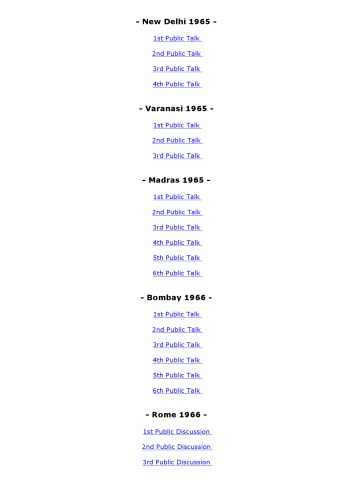 - New Delhi 1965 -
1st Public Talk
2nd Public Talk
3rd Public Talk
4th Public Talk
- Varanasi 1965 -
1st Public Talk
2nd Public Talk
3rd Public Talk
- Madras 1965 -
1st Public Talk
2nd Public Talk
3rd Public Talk
4th Public Talk
5th Public Talk
6th Public Talk
- Bombay 1966 -
1st Public Talk
2nd Public Talk
3rd Public Talk
4th Public Talk
5th Public Talk
6th Public Talk
- Rome 1966 -
1st Public Discussion
2nd Public Discussion
3rd Public Discussion